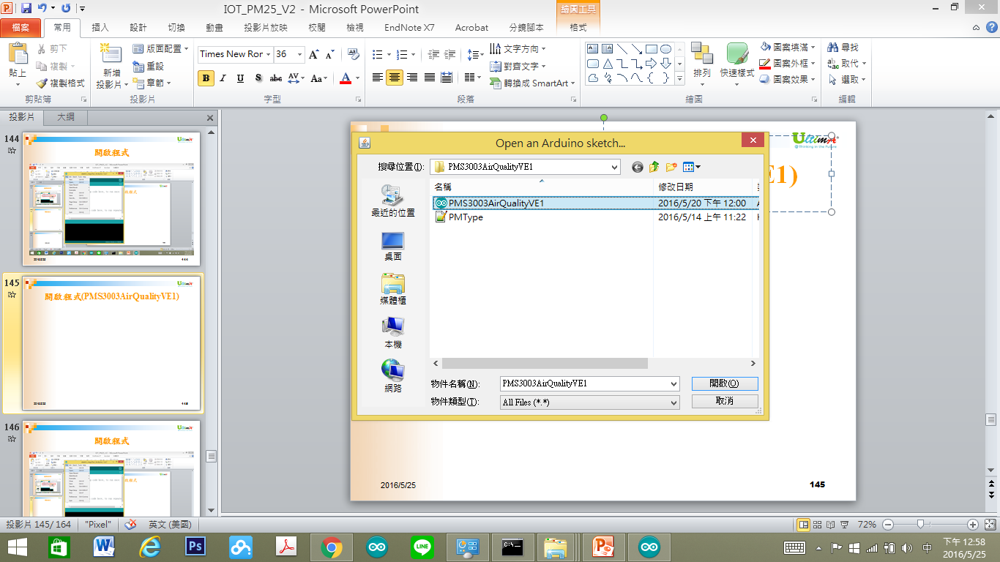 IOT_PM25_V2 - Microsoft PowerPoint
繪圖工具
檔案 常用 插入 設計 切換 動畫 投影片放映 校閱 檢視 EndNote X7 Acrobat 分鏡腳本 格式
貼上 剪下 複製 複製格式
新增投影片 版面配置 重設 章節
Times New Ror 36
B I U S abc AV Aa A
文字方向 對齊文字 轉換成 SmartArt
排列 快速樣式 圖案填滿 圖案外框 圖案效果
尋找 取代 選取
剪貼簿 投影片 字型 段落 繪圖 編輯
投影片 大綱
144
開啟程式
145
開啟程式(PMS3003AirQualityVE1)
146
開啟程式
Ultima
Thinking in the Future
E1)
Open an Arduino sketch...
搜尋位置(I): PMS3003AirQualityVE1
名稱 修改日期
PMS3003AirQualityVE1 2016/5/20 下午 12:00
PMType 2016/5/14 上午 11:22
最近的位置
桌面
媒體櫃
本機
網路
物件名稱(N): PMS3003AirQualityVE1 開啟(O)
物件類型(T): All Files (*.*) 取消
2016/5/25 145
投影片 145/ 164 "Pixel" 英文 (美國) 72%
中 下午 12:58
2016/5/25